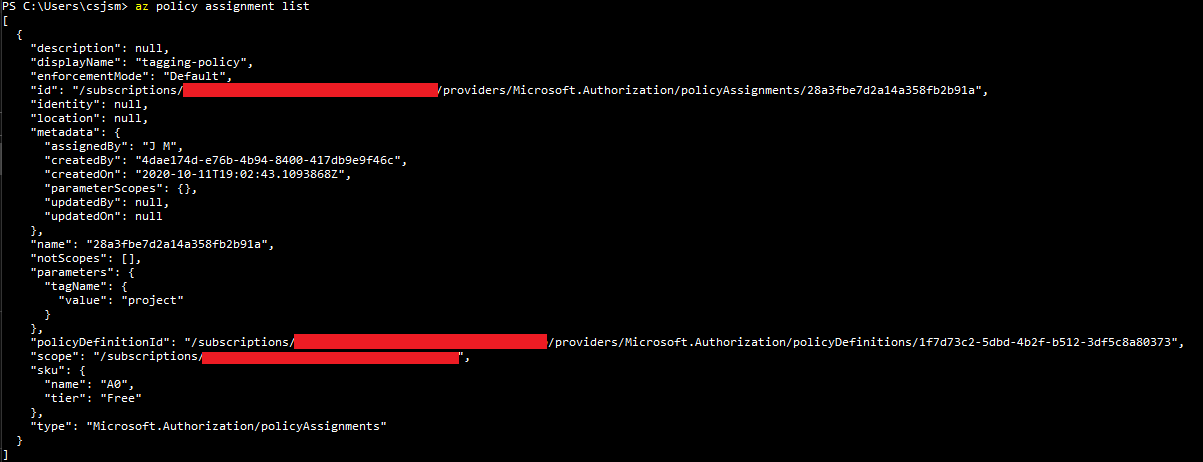 PS C:\Users\csjsm> az policy assignment list
[
  {
    "description": null,
    "displayName": "tagging-policy",
    "enforcementMode": "Default",
    "id": "/subscriptions/ /providers/Microsoft.Authorization/policyAssignments/28a3fbe7d2a14a358fb2b91a",
    "identity": null,
    "location": null,
    "metadata": {
      "assignedBy": "J M",
      "createdBy": "4dae174d-e76b-4b94-8400-417db9e9f46c",
      "createdOn": "2020-10-11T19:02:43.1093868Z",
      "parameterScopes": {},
      "updatedBy": null,
      "updatedOn": null
    },
    "name": "28a3fbe7d2a14a358fb2b91a",
    "notScopes": [],
    "parameters": {
      "tagName": {
        "value": "project"
      }
    },
    "policyDefinitionId": "/subscriptions/ /providers/Microsoft.Authorization/policyDefinitions/1f7d73c2-5dbd-4b2f-b512-3df5c8a80373",
    "scope": "/subscriptions/ ",
    "sku": {
      "name": "A0",
      "tier": "Free"
    },
    "type": "Microsoft.Authorization/policyAssignments"
  }
]